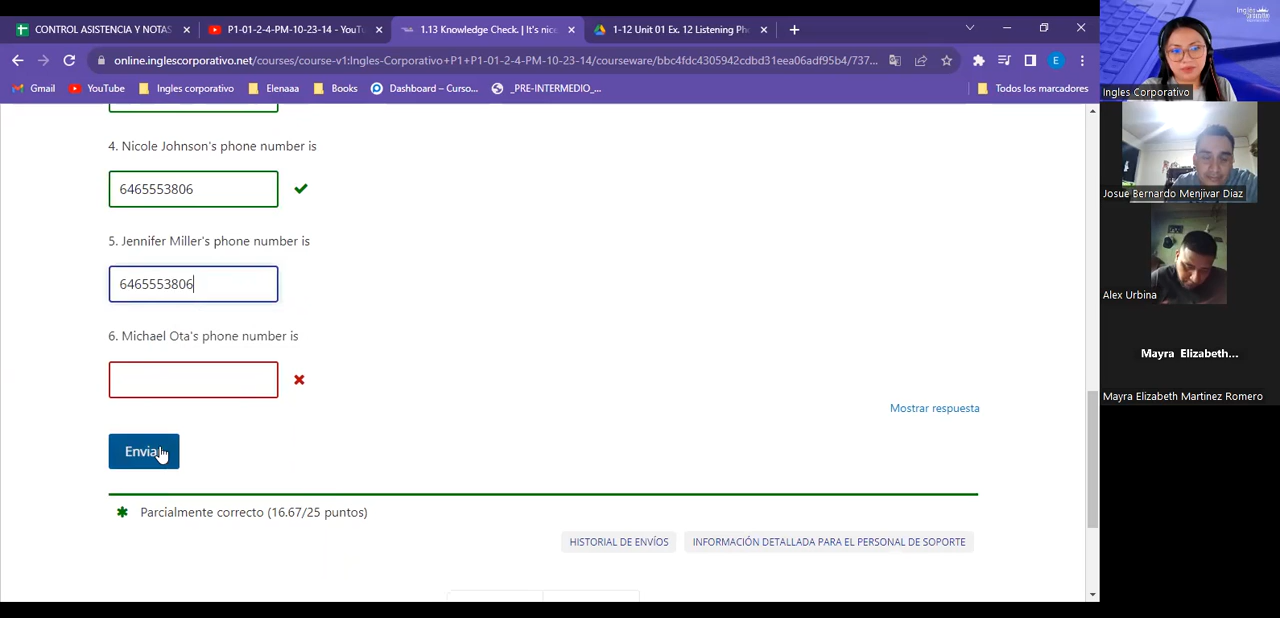 CONTROL ASISTENCIA Y NOTAS
P1-01-2-4-PM-10-23-14 - YouTu
1.13 Knowledge Check. | It's nice
1-12 Unit 01 Ex. 12 Listening Pho
online.inglescorporativo.net/courses/course-v1:Ingles-Corporativo+P1+P1-01-2-4-PM-10-23-14/courseware/bbc4fdc4305942cdbd31eea06adf95b4/737...
E
Gmail
YouTube
Ingles corporativo
Elenaaa
Books
Dashboard – Curso...
_PRE-INTERMEDIO_...
Todos los marcadores
4. Nicole Johnson's phone number is
6465553806
5. Jennifer Miller's phone number is
6465553806
6. Michael Ota's phone number is
Mostrar respuesta
Enviar
Parcialmente correcto (16.67/25 puntos)
HISTORIAL DE ENVÍOS
INFORMACIÓN DETALLADA PARA EL PERSONAL DE SOPORTE
Ingles Corporativo
Josue Bernardo Menjivar Diaz
Alex Urbina
Mayra Elizabeth...
Mayra Elizabeth Martinez Romero